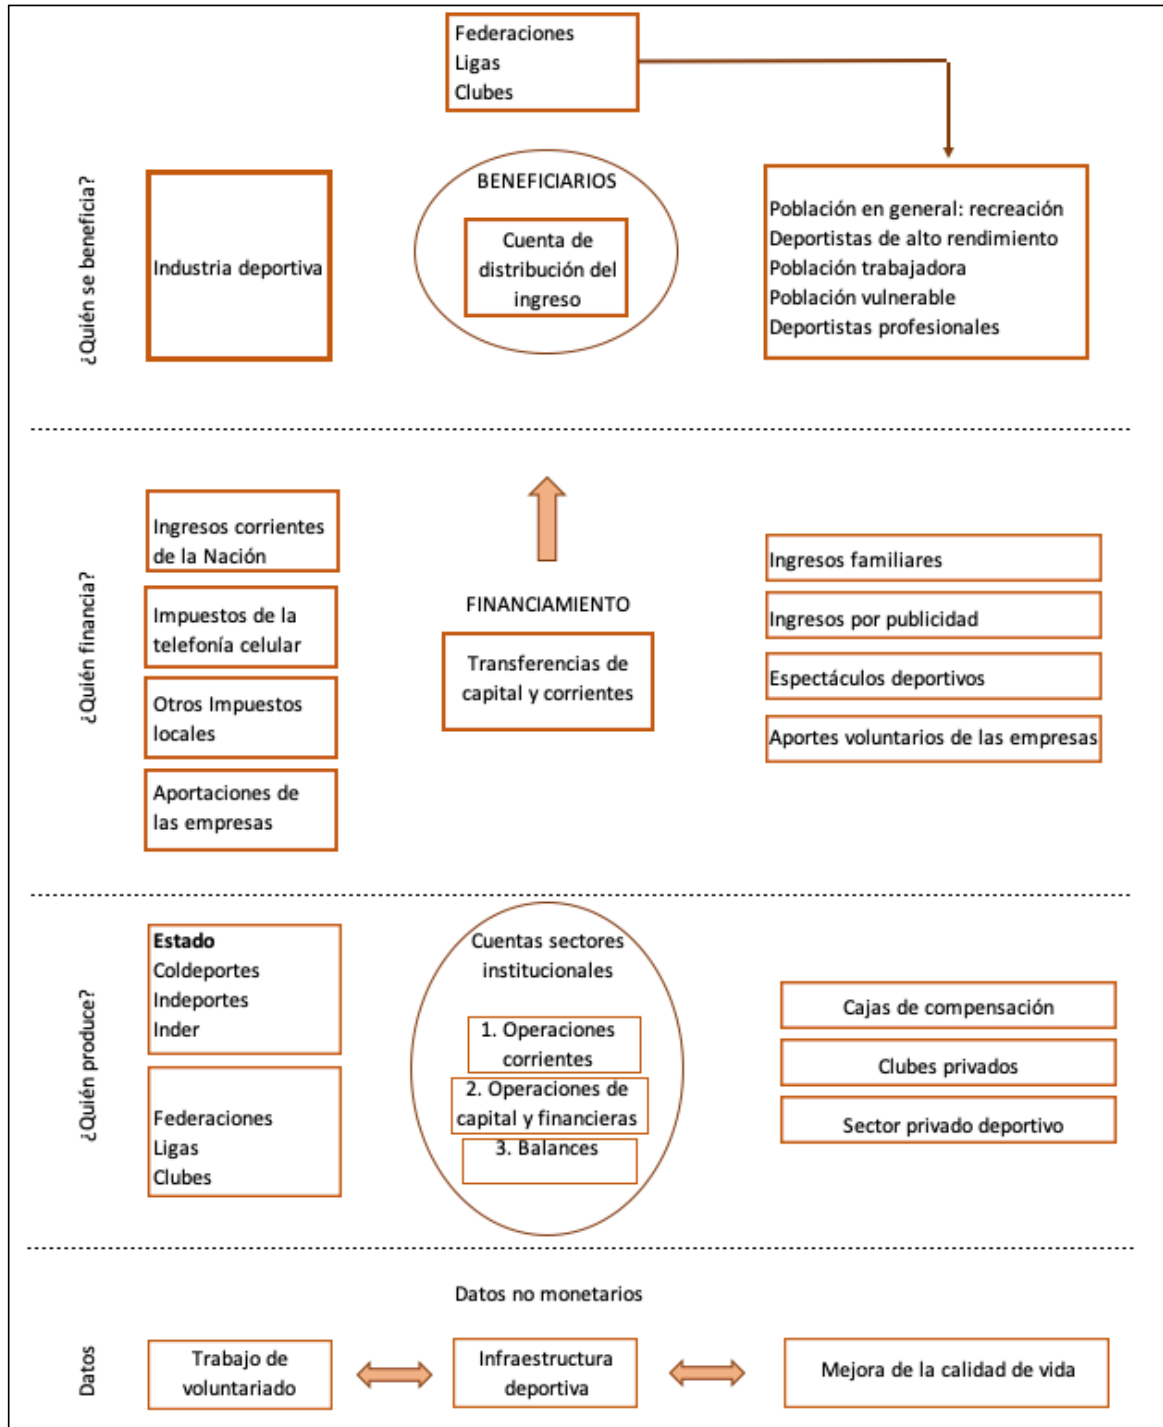 Federaciones
Ligas
Clubes
¿Quién se beneficia?
Industria deportiva
BENEFICIARIOS
Cuenta de
distribución del
ingreso
Población en general: recreación
Deportistas de alto rendimiento
Población trabajadora
Población vulnerable
Deportistas profesionales
¿Quién financia?
Ingresos corrientes
de la Nación
Impuestos de la
telefonía celular
Otros Impuestos
locales
Aportaciones de
las empresas
FINANCIAMIENTO
Transferencias de
capital y corrientes
Ingresos familiares
Ingresos por publicidad
Espectáculos deportivos
Aportes voluntarios de las empresas
¿Quién produce?
Estado
Coldeportes
Indeportes
Inder
Federaciones
Ligas
Clubes
Cuentas sectores
institucionales
1. Operaciones
corrientes
2. Operaciones de
capital y financieras
3. Balances
Cajas de compensación
Clubes privados
Sector privado deportivo
Datos
Datos no monetarios
Trabajo de
voluntariado
Infraestructura
deportiva
Mejora de la calidad de vida